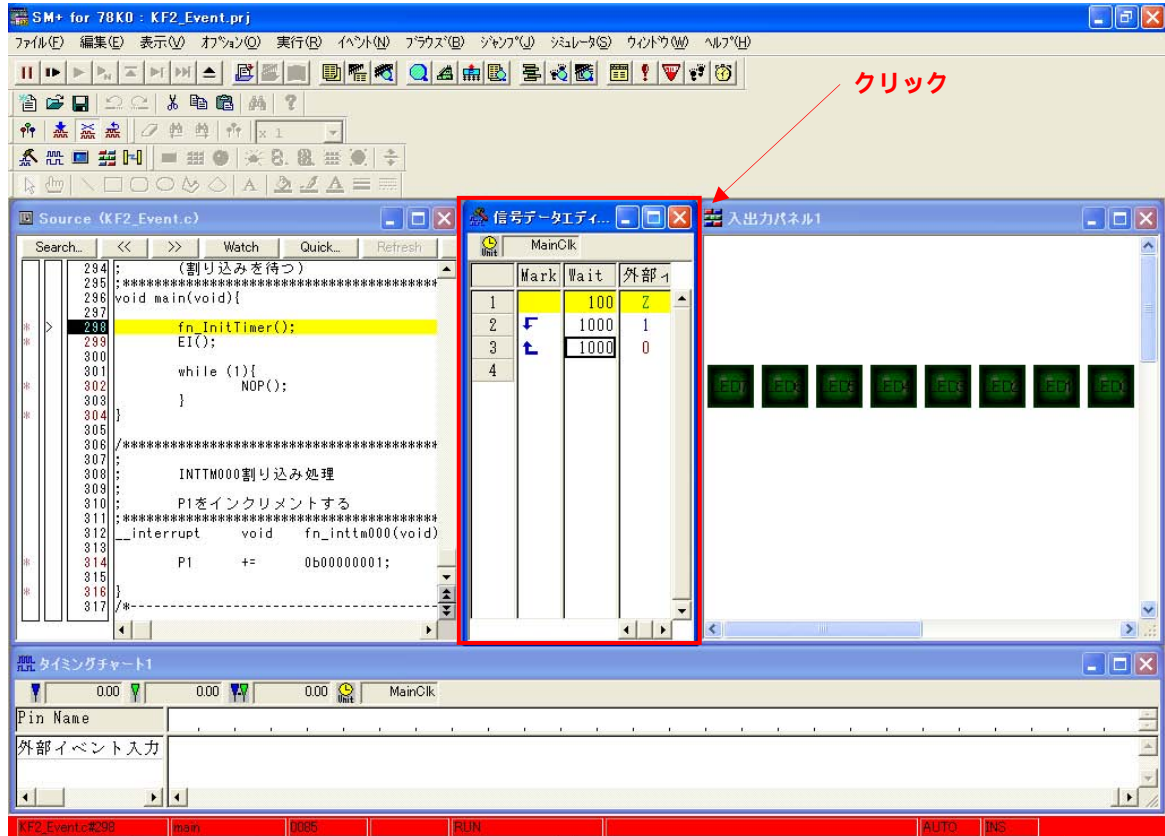 SM+ for 78K0 : KF2_Event.prj
ファイル(F) 編集(E) 表示(V) オプション(O) 実行(R) イベント(N) ブラウズ(B) ジャンプ(J) シミュレータ(S) ウィンドウ(W) ヘルプ(H)
クリック
x 1
Source (KF2_Event.c)
Search... << >> Watch Quick... Refresh
294 ; (割り込みを待つ)
295 ;****************************************
296 void main(void){
297
298 fn_InitTimer();
299 EI();
300
301 while (1){
302 NOP();
303 }
304 }
305
306 /****************************************
307 ;
308 ; INTTM000割り込み処理
309 ;
310 ; P1をインクリメントする
311 ;****************************************
312 __interrupt void fn_inttm000(void)
313
314 P1 += 0b00000001;
315
316 }
317 /*----------------------------------------
信号データエディ...
Unit MainClk
Mark Wait 外部イ
1 100 Z
2 1000 1
3 1000 0
4
入出力パネル1
タイミングチャート1
0.00 0.00 0.00 Unit MainClk
Pin Name
外部イベント入力
KF2_Event.c#298 main 0085 RUN AUTO INS